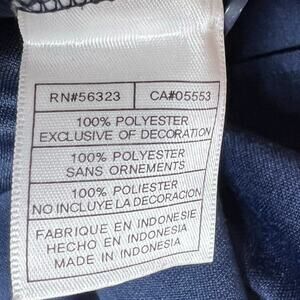 RN#56323 CA#05553
100% POLYESTER
EXCLUSIVE OF DECORATION
100% POLYESTER
SANS ORNEMENTS
100% POLIESTER
NO INCLUYE LA DECORACION
FABRIQUE EN INDONESIE
HECHO EN INDONESIA
MADE IN INDONESIA